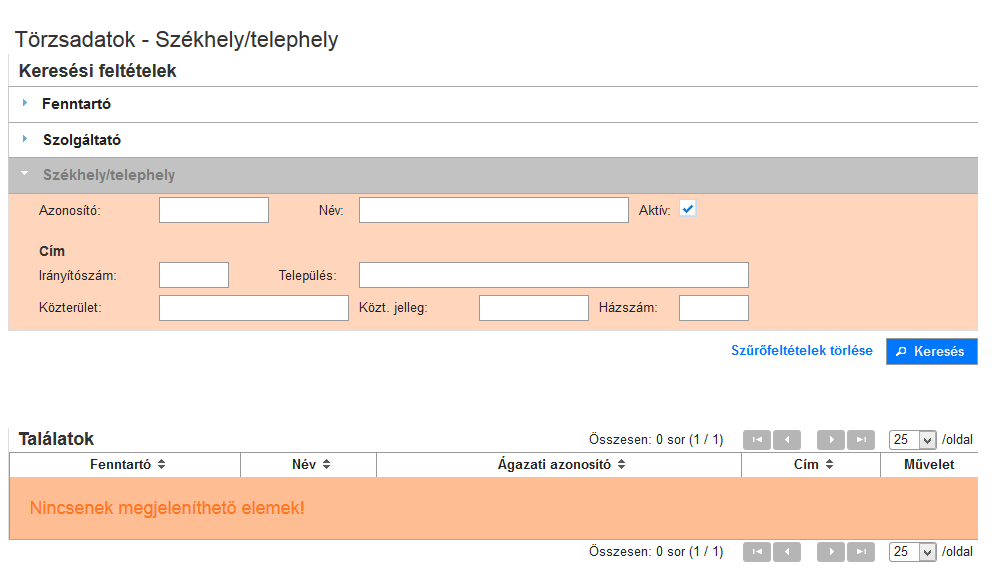 Törzsadatok - Székhely/telephely
Keresési feltételek
Fenntartó
Szolgáltató
Székhely/telephely
Azonosító: Név: Aktív:
Cím
Irányítószám: Település:
Közterület: Közt. jelleg: Házszám:
Szűrőfeltételek törlése Keresés
Találatok Összesen: 0 sor (1 / 1) 25 /oldal
Fenntartó Név Ágazati azonosító Cím Művelet
Nincsenek megjeleníthető elemek!
Összesen: 0 sor (1 / 1) 25 /oldal